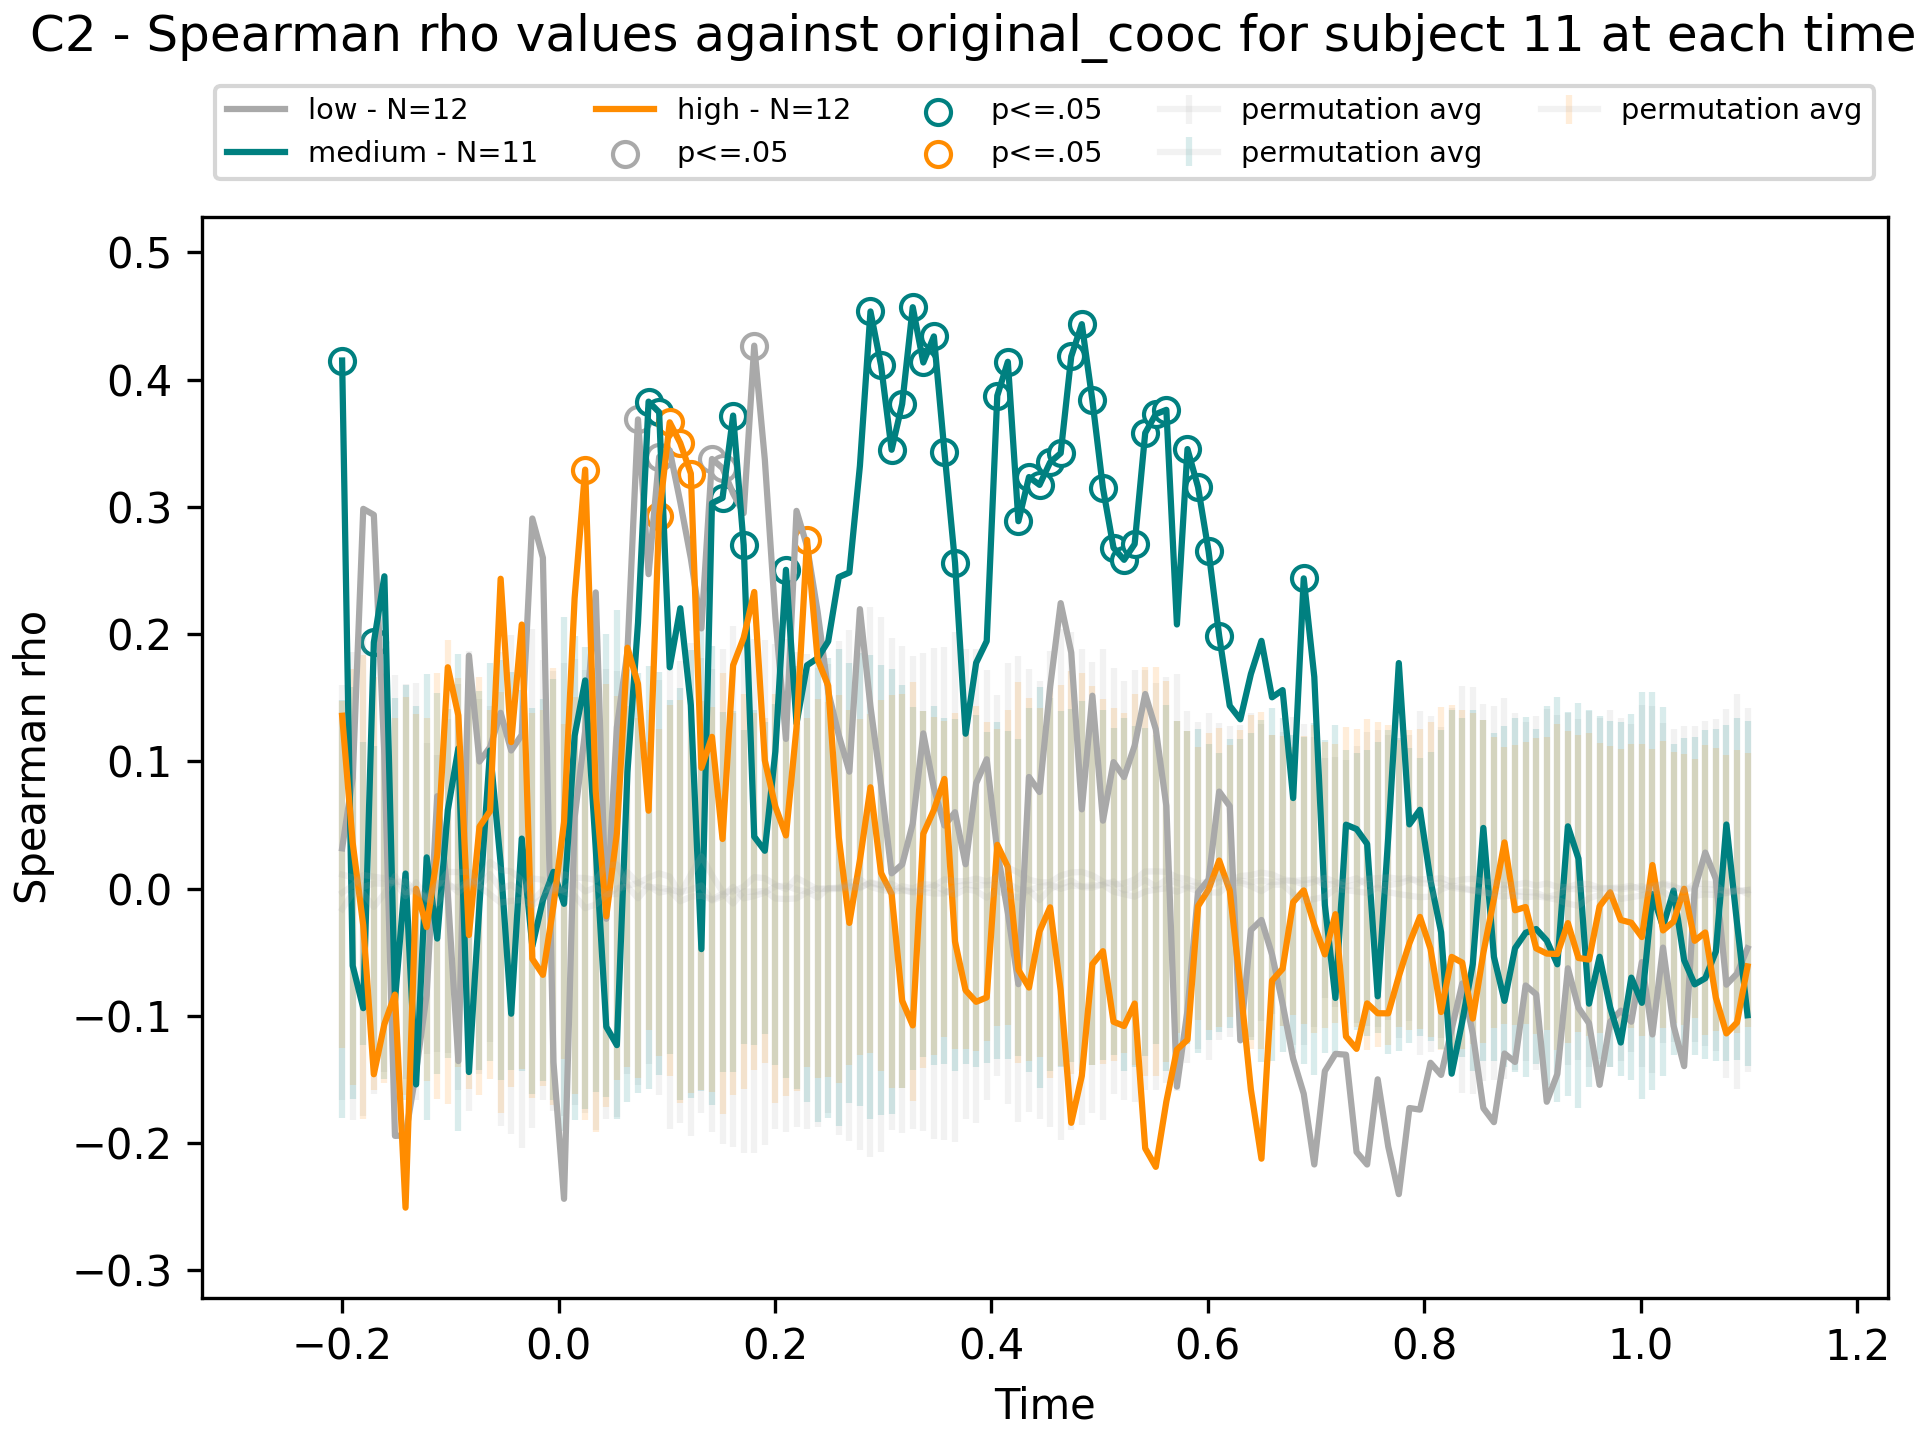 C2 - Spearman rho values against original_cooc for subject 11 at each time
low - N=12
medium - N=11
high - N=12
p<=.05
p<=.05
p<=.05
permutation avg
permutation avg
permutation avg
Spearman rho
0.5
0.4
0.3
0.2
0.1
0.0
−0.1
−0.2
−0.3
−0.2 0.0 0.2 0.4 0.6 0.8 1.0 1.2
Time